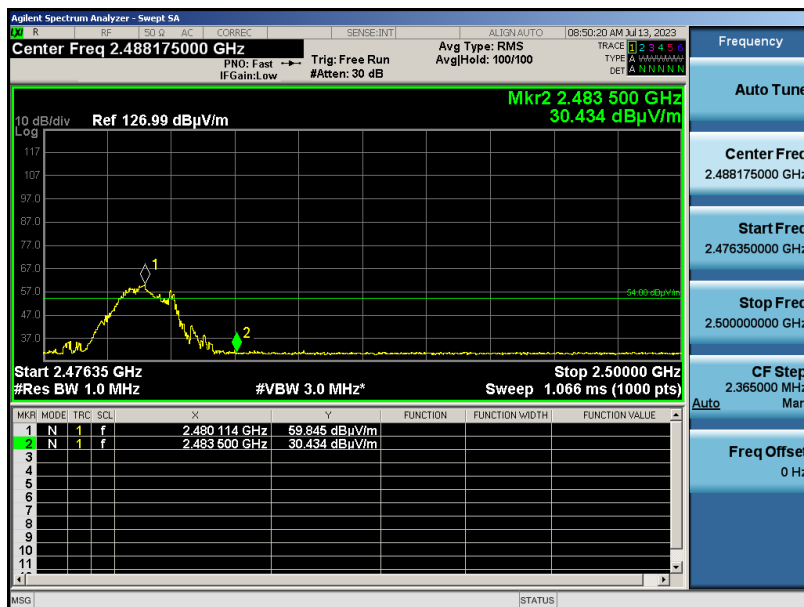 Agilent Spectrum Analyzer - Swept SA
LXI R RF 50 Ω AC CORREC SENSE:INT ALIGN AUTO 08:50:20 AM Jul 13, 2023
Center Freq 2.488175000 GHz
PNO: Fast
IFGain:Low
Trig: Free Run
#Atten: 30 dB
Avg Type: RMS
Avg|Hold: 100/100
TRACE 1 2 3 4 5 6
TYPE A WWWWW
DET A N N N N N
Mkr2 2.483 500 GHz
30.434 dBµV/m
10 dB/div Ref 126.99 dBµV/m
Log
117
107
97.0
87.0
77.0
67.0
57.0
47.0
37.0
1
2
54.00 dBµV/m
Start 2.47635 GHz Stop 2.50000 GHz
#Res BW 1.0 MHz #VBW 3.0 MHz* Sweep 1.066 ms (1000 pts)
MKR MODE TRC SCL X Y FUNCTION FUNCTION WIDTH FUNCTION VALUE
1 N 1 f 2.480 114 GHz 59.845 dBµV/m
2 N 1 f 2.483 500 GHz 30.434 dBµV/m
3
4
5
6
7
8
9
10
11
MSG STATUS
Frequency
Auto Tune
Center Freq
2.488175000 GHz
Start Freq
2.476350000 GHz
Stop Freq
2.500000000 GHz
CF Step
2.365000 MHz
Auto Man
Freq Offset
0 Hz